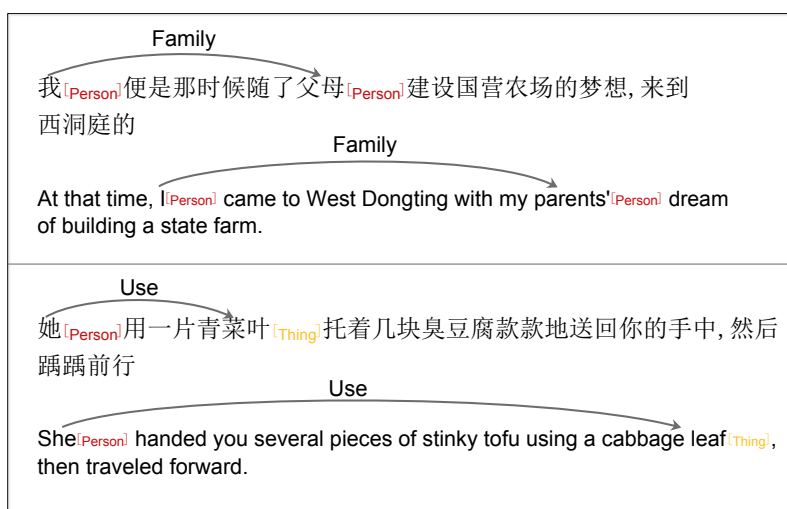 Family
我[Person]便是那时候随了父母[Person]建设国营农场的梦想, 来到
西洞庭的
Family
At that time, I[Person] came to West Dongting with my parents'[Person] dream
of building a state farm.
Use
她[Person]用一片青菜叶[Thing]托着几块臭豆腐款款地送回你的手中, 然后
踽踽前行
Use
She[Person] handed you several pieces of stinky tofu using a cabbage leaf[Thing],
then traveled forward.